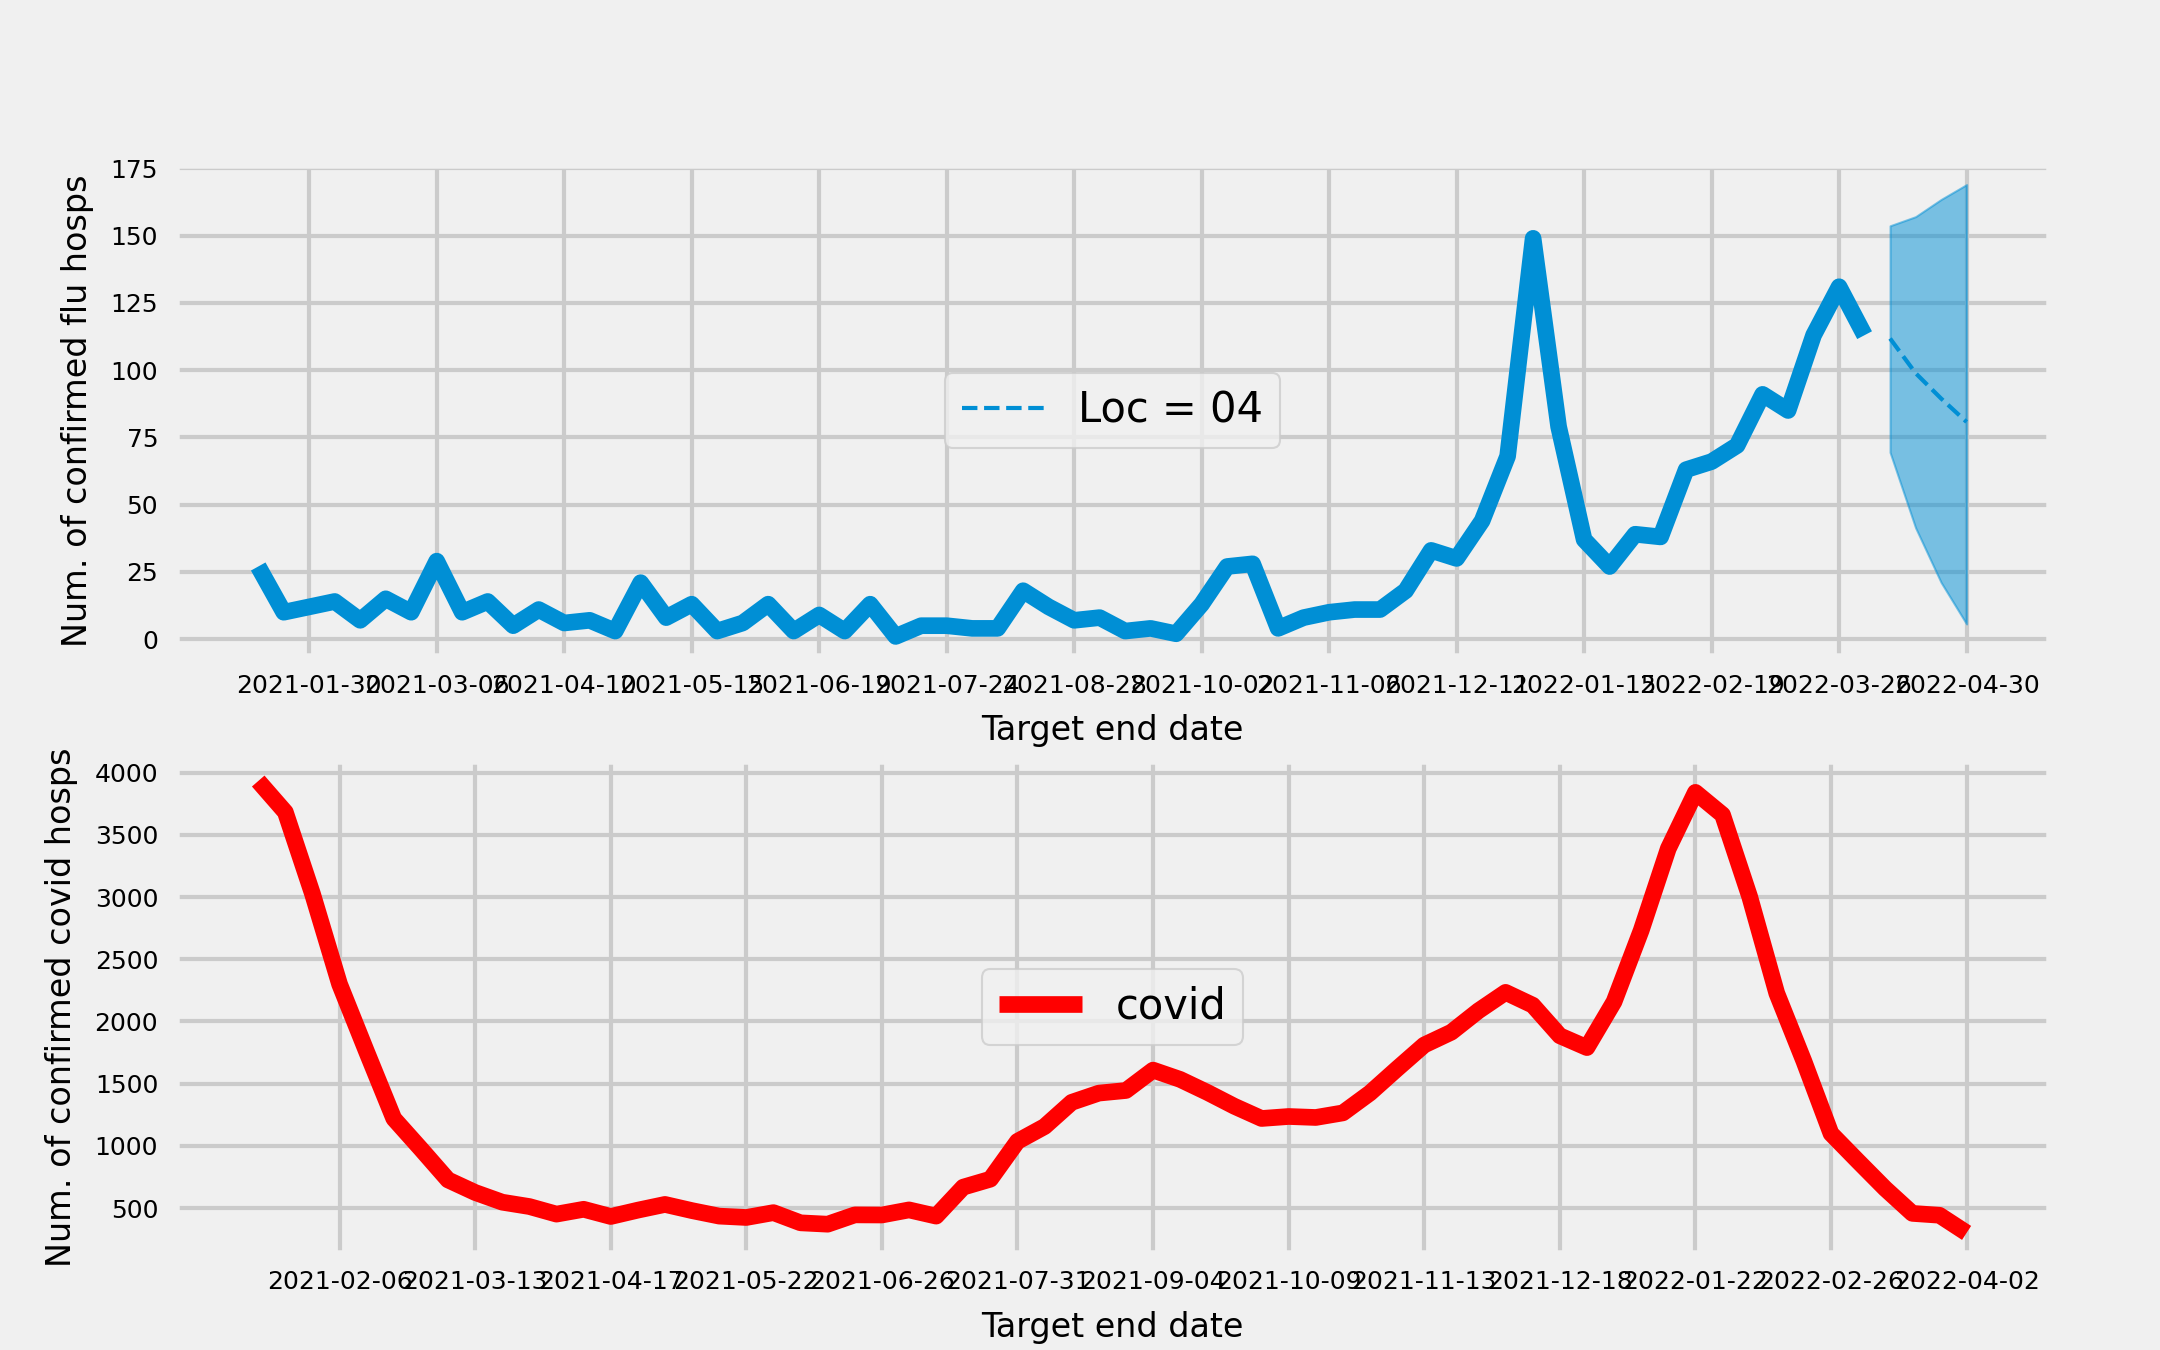 Num. of confirmed flu hosps
175
150
125
100
75
50
25
0
Loc = 04
2021-01-30 2021-03-06 2021-04-10 2021-05-15 2021-06-19 2021-07-24 2021-08-28 2021-10-02 2021-11-06 2021-12-11 2022-01-15 2022-02-19 2022-03-26 2022-04-30
Target end date
Num. of confirmed covid hosps
4000
3500
3000
2500
2000
1500
1000
500
covid
2021-02-06 2021-03-13 2021-04-17 2021-05-22 2021-06-26 2021-07-31 2021-09-04 2021-10-09 2021-11-13 2021-12-18 2022-01-22 2022-02-26 2022-04-02
Target end date